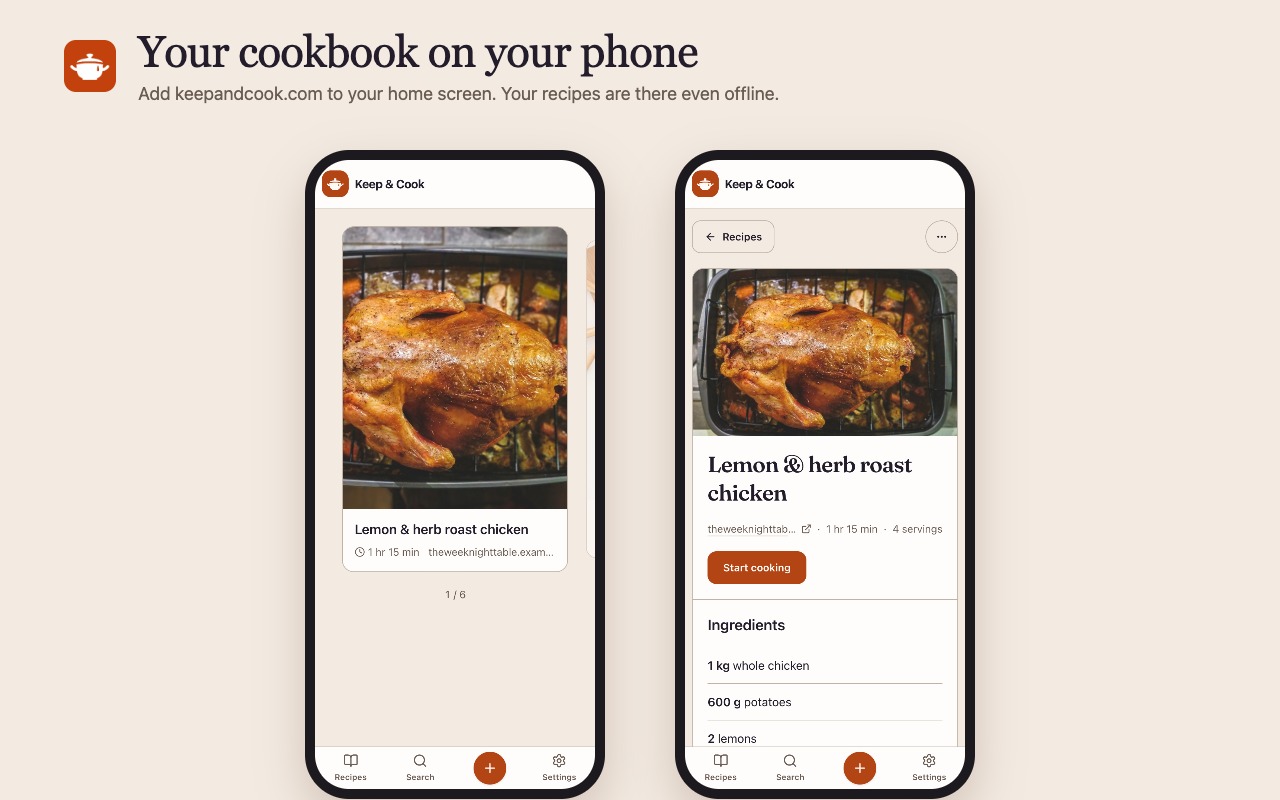 Your cookbook on your phone
Add keepandcook.com to your home screen. Your recipes are there even offline.
Keep & Cook
Lemon & herb roast chicken
1 hr 15 min theweeknighttable.exam...
1 / 6
Recipes Search Settings
Keep & Cook
Recipes
Lemon & herb roast
chicken
theweeknighttab... · 1 hr 15 min · 4 servings
Start cooking
Ingredients
1 kg whole chicken
600 g potatoes
2 lemons
Recipes Search Settings